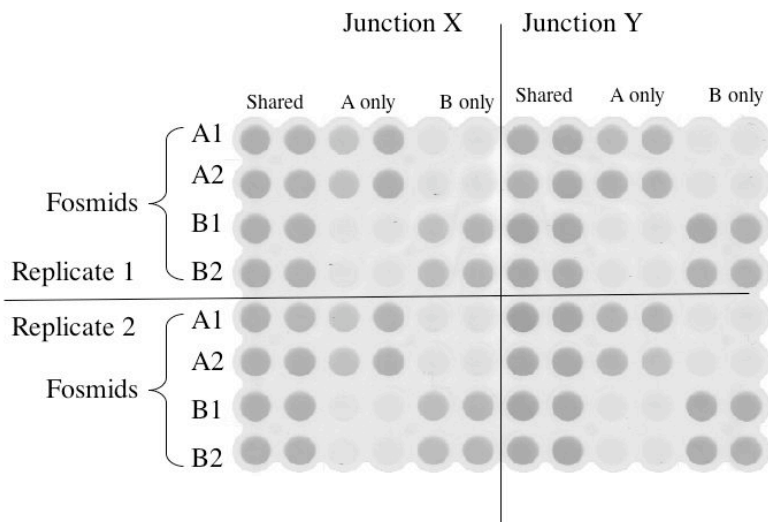 Junction X Junction Y
Shared A only B only Shared A only B only
A1
A2
Fosmids
B1
Replicate 1 B2
Replicate 2 A1
A2
Fosmids
B1
B2